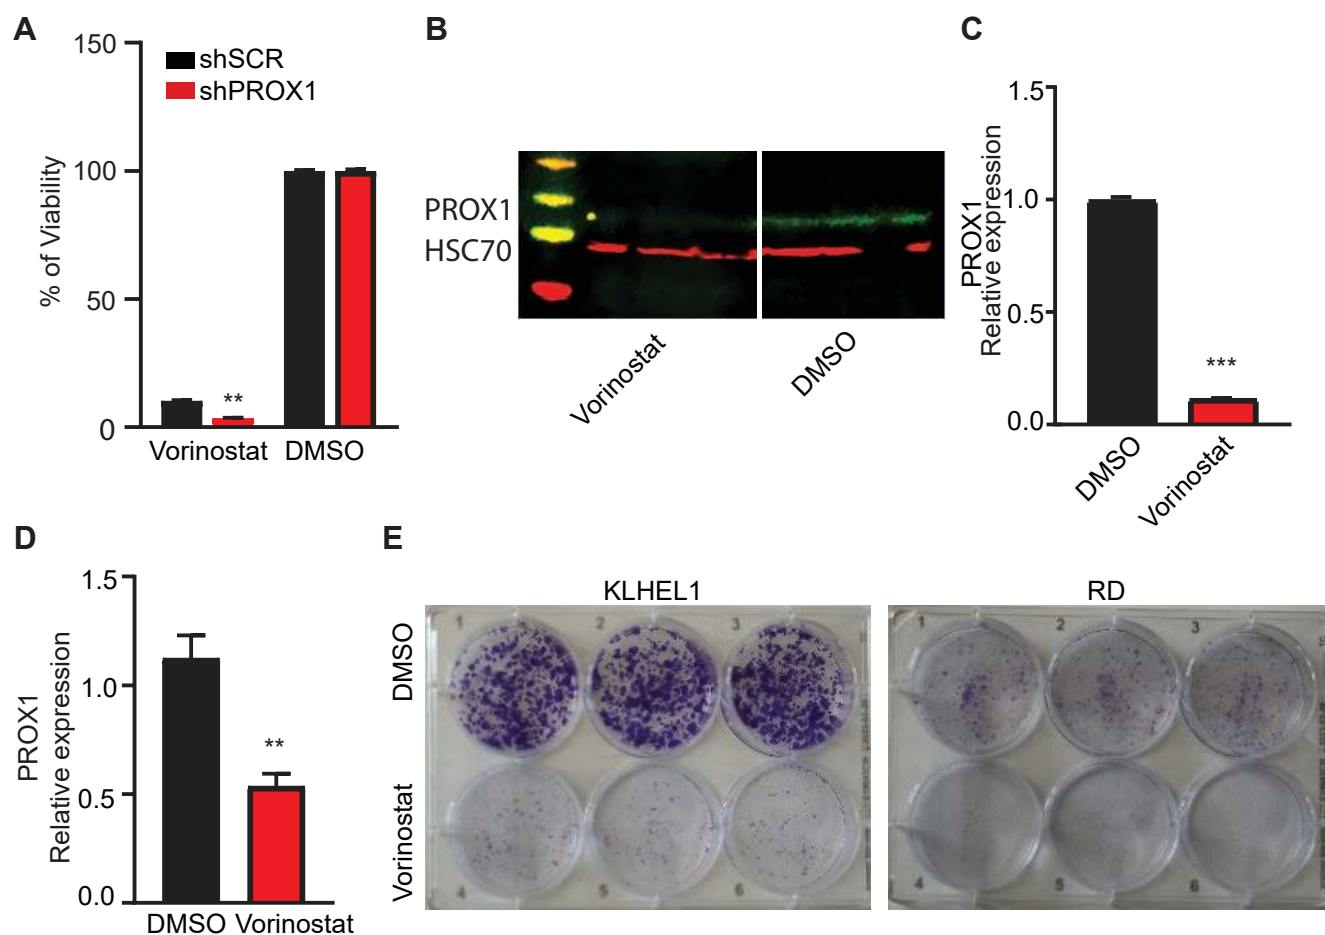 A
150
100
50
0
% of Viability
shSCR
shPROX1
**
Vorinostat
DMSO
B
PROX1
HSC70
Vorinostat
DMSO
C
1.5
1.0
0.5
0.0
PROX1
Relative expression
***
DMSO
Vorinostat
D
1.5
1.0
0.5
0.0
PROX1
Relative expression
**
DMSO
Vorinostat
E
KLHEL1
RD
DMSO
Vorinostat
1
2
3
4
5
6
1
2
3
4
5
6